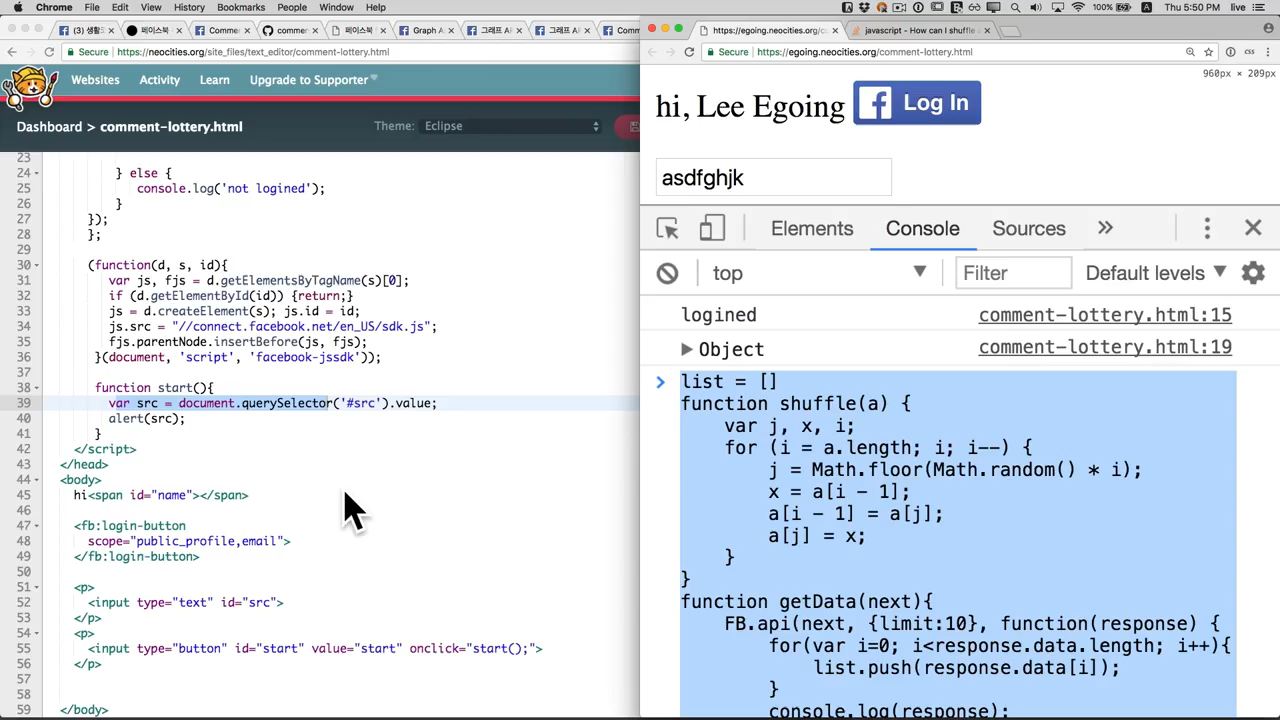 Chrome File Edit View History Bookmarks People Window Help
100% Thu 5:50 PM live
(3) 생활코
페이스북
Commen
commen
페이스북
Graph A
그래프 A
그래프 A
Comm
Secure https://neocities.org/site_files/text_editor/comment-lottery.html
Websites Activity Learn Upgrade to Supporter
Dashboard > comment-lottery.html Theme: Eclipse
23
24 } else {
25 console.log('not logined');
26 }
27 });
28 };
29
30 (function(d, s, id){
31 var js, fjs = d.getElementsByTagName(s)[0];
32 if (d.getElementById(id)) {return;}
33 js = d.createElement(s); js.id = id;
34 js.src = "//connect.facebook.net/en_US/sdk.js";
35 fjs.parentNode.insertBefore(js, fjs);
36 }(document, 'script', 'facebook-jssdk'));
37
38 function start(){
39 var src = document.querySelector('#src').value;
40 alert(src);
41 }
42 </script>
43 </head>
44 <body>
45 hi<span id="name"></span>
46
47 <fb:login-button
48 scope="public_profile,email">
49 </fb:login-button>
50
51 <p>
52 <input type="text" id="src">
53 </p>
54 <p>
55 <input type="button" id="start" value="start" onclick="start();">
56 </p>
57
58
59 </body>
https://egoing.neocities.org/co
javascript - How can I shuffle a
Secure https://egoing.neocities.org/comment-lottery.html
css
960px × 209px
hi, Lee Egoing Log In
asdfghjk
Elements Console Sources »
top Filter Default levels
logined comment-lottery.html:15
Object comment-lottery.html:19
list = []
function shuffle(a) {
var j, x, i;
for (i = a.length; i; i--) {
j = Math.floor(Math.random() * i);
x = a[i - 1];
a[i - 1] = a[j];
a[j] = x;
}
}
function getData(next){
FB.api(next, {limit:10}, function(response) {
for(var i=0; i<response.data.length; i++){
list.push(response.data[i]);
}
console.log(response);